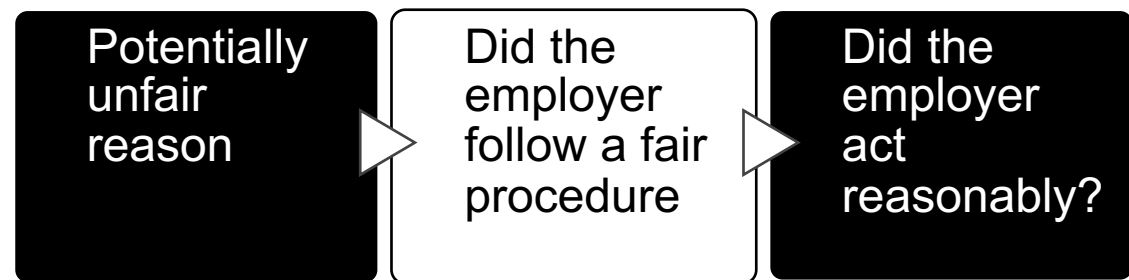 Potentially
unfair
reason
Did the
employer
follow a fair
procedure
Did the
employer
act
reasonably?